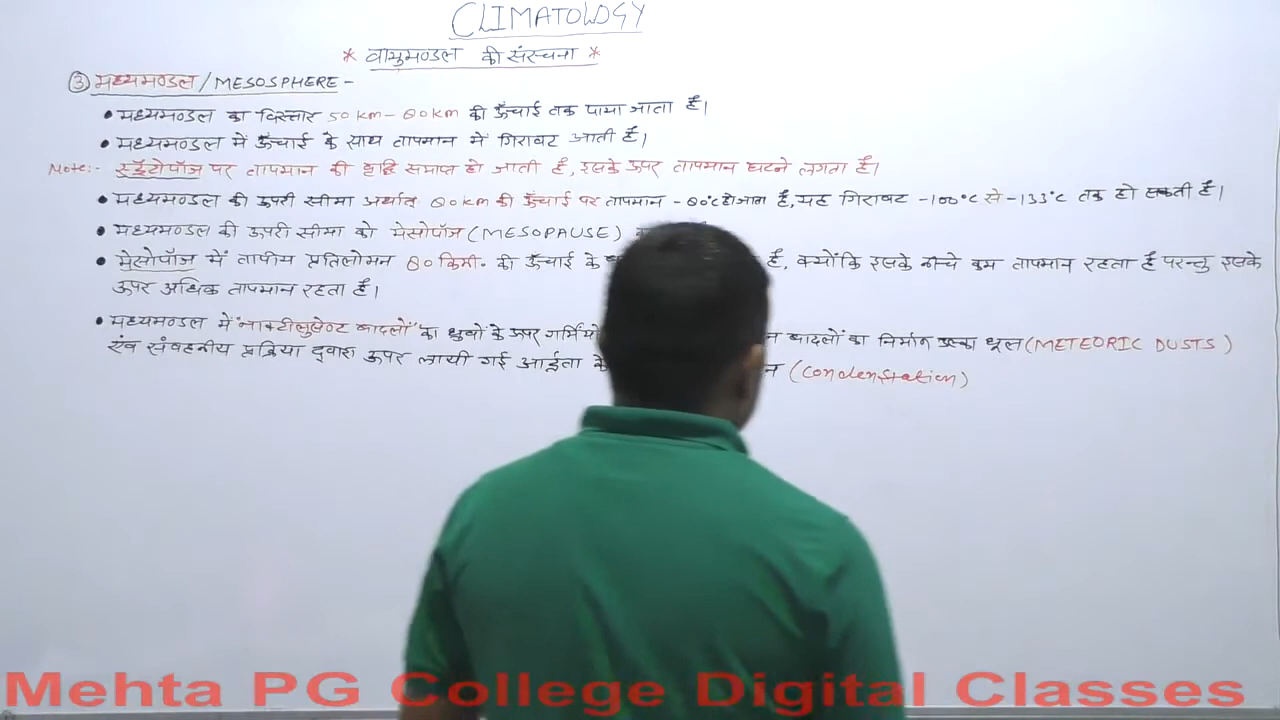 CLIMATOLOGY
* वायुमण्डल की संरचना *
③ मध्यमण्डल / MESOSPHERE -
• मध्यमण्डल का विस्तार 50 km - 80 km की ऊँचाई तक पाया जाता है।
• मध्यमण्डल में ऊँचाई के साथ तापमान में गिरावट आती है।
Note:- पर तापमान की वृद्धि समाप्त हो जाती है, इसके ऊपर तापमान घटने लगता है।
• मध्यमण्डल की ऊपरी सीमा अर्थात् 80 km की ऊँचाई पर तापमान -80°C हो जाता है, यह गिरावट -100°C से -133°C तक हो सकती है।
• मध्यमण्डल की ऊपरी सीमा को मेसोपॉज (MESOPAUSE)
• मेसोपॉज में तापीय प्रतिलोमन 80 किमी. की ऊँचाई के है, क्योंकि इसके नीचे कम तापमान रहता है परन्तु इसके
ऊपर अधिक तापमान रहता है।
• मध्यमण्डल में "नाक्टीलुसेण्ट बादलों" का ध्रुवों के ऊपर गर्मियों बादलों का निर्माण उल्का धूल (METEORIC DUSTS)
एंव संवहनीय प्रक्रिया द्वारा ऊपर लायी गई आर्द्रता के (Condenstation)
Mehta PG College Digital Classes